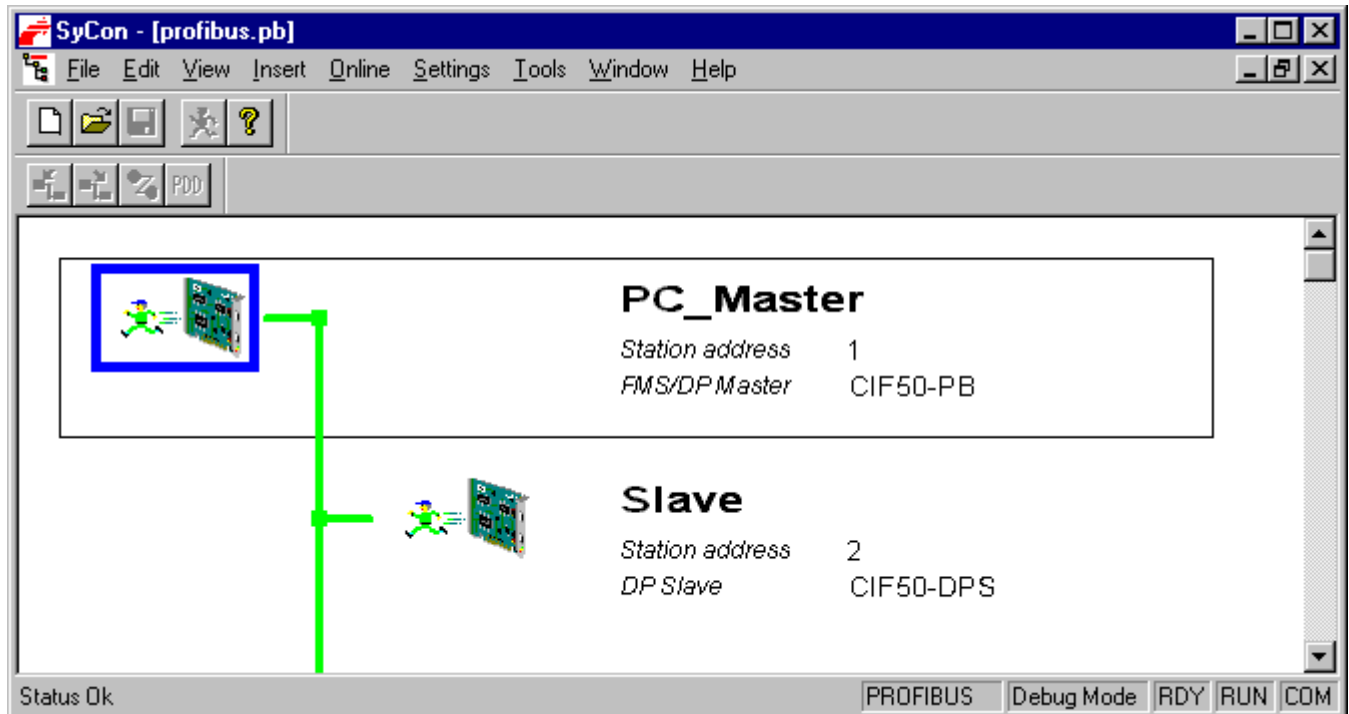 SyCon - [profibus.pb]
File Edit View Insert Online Settings Tools Window Help
PDD
PC_Master
Station address 1
FMS/DP Master CIF50-PB
Slave
Station address 2
DP Slave CIF50-DPS
Status Ok PROFIBUS Debug Mode RDY RUN COM